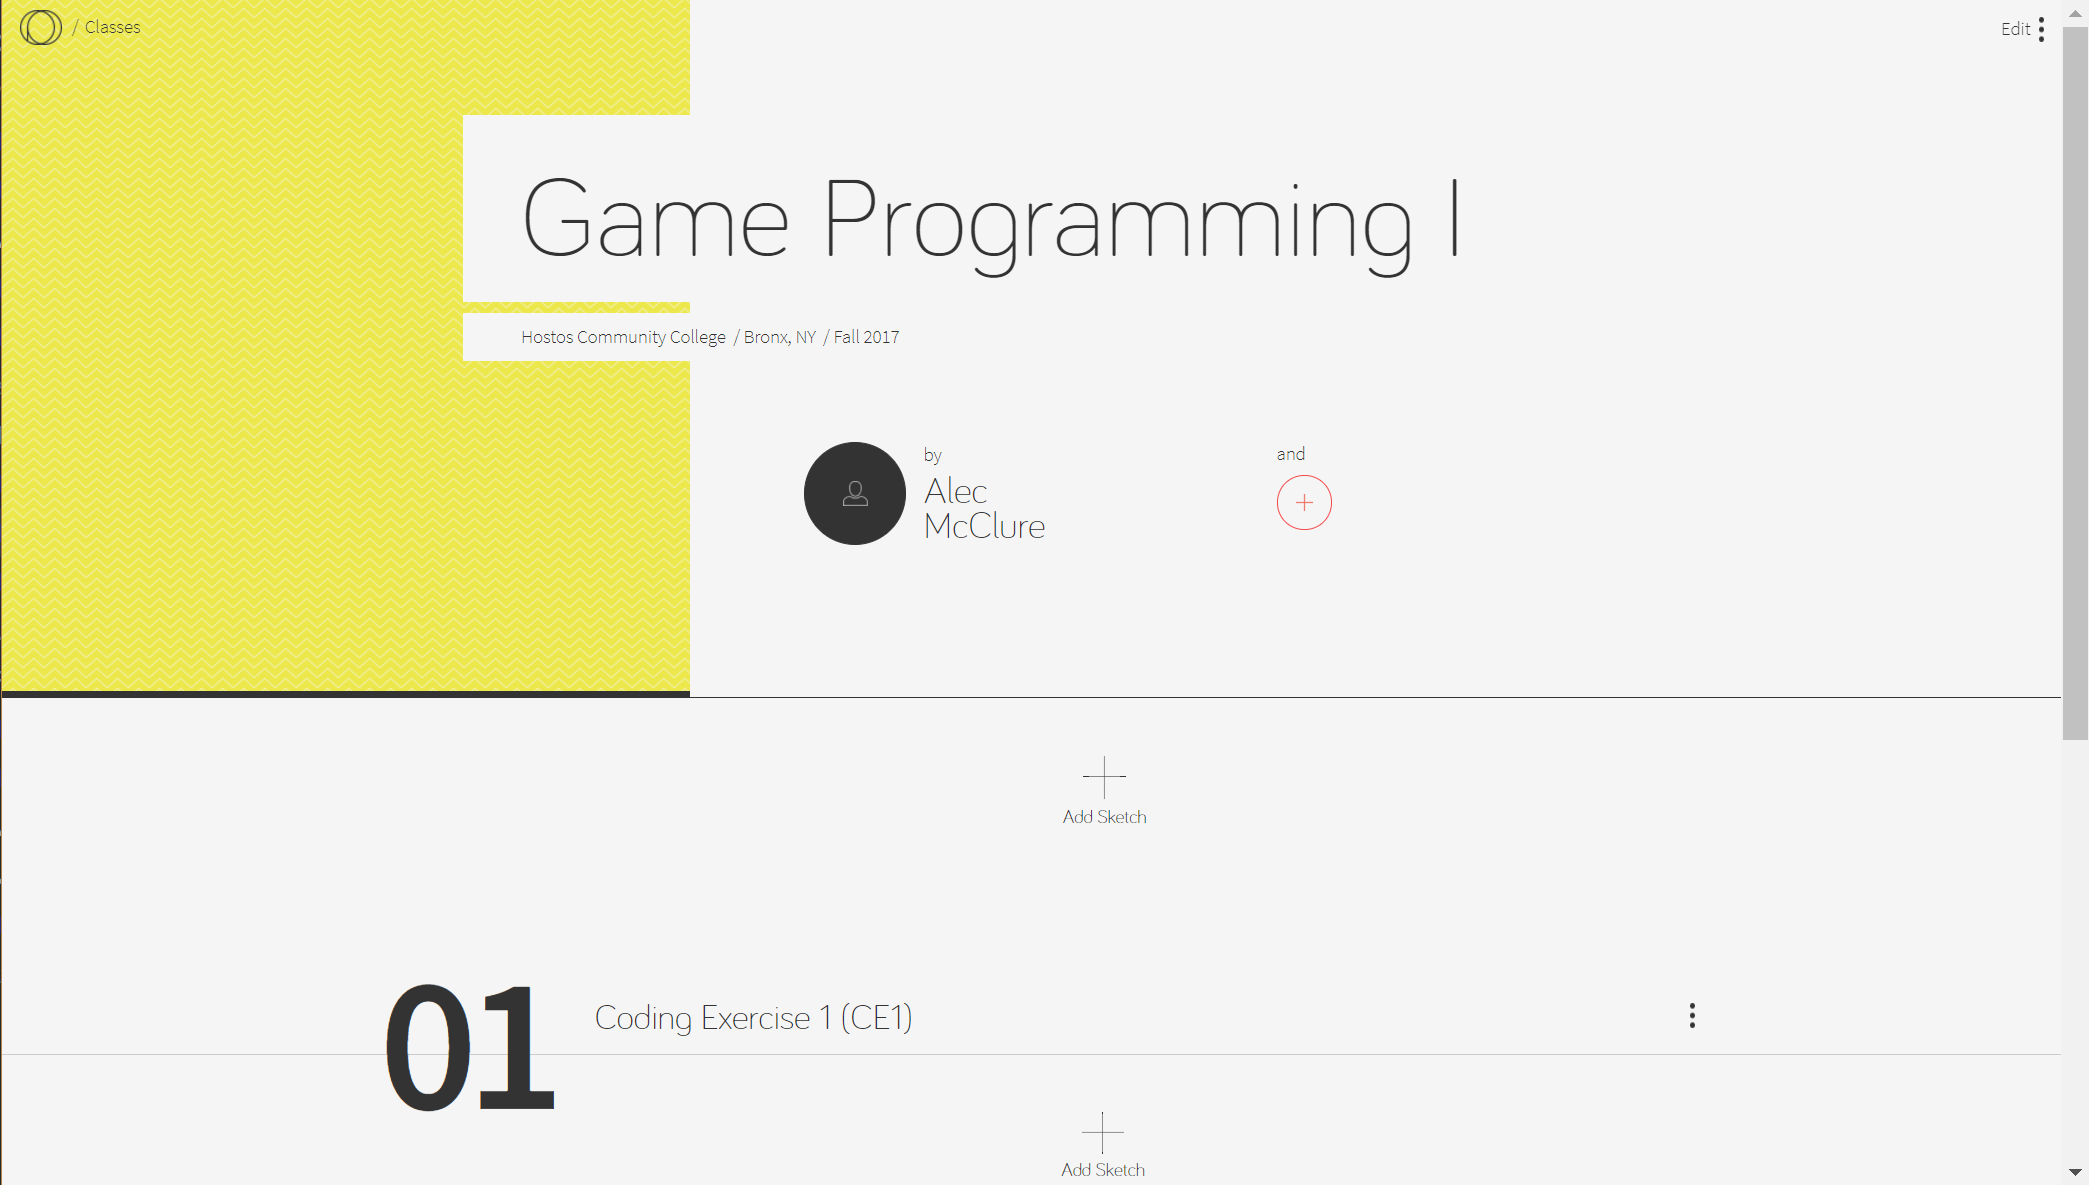 / Classes
Edit
Game Programming I
Hostos Community College / Bronx, NY / Fall 2017
by
Alec
McClure
and
Add Sketch
01
Coding Exercise 1 (CE1)
Add Sketch